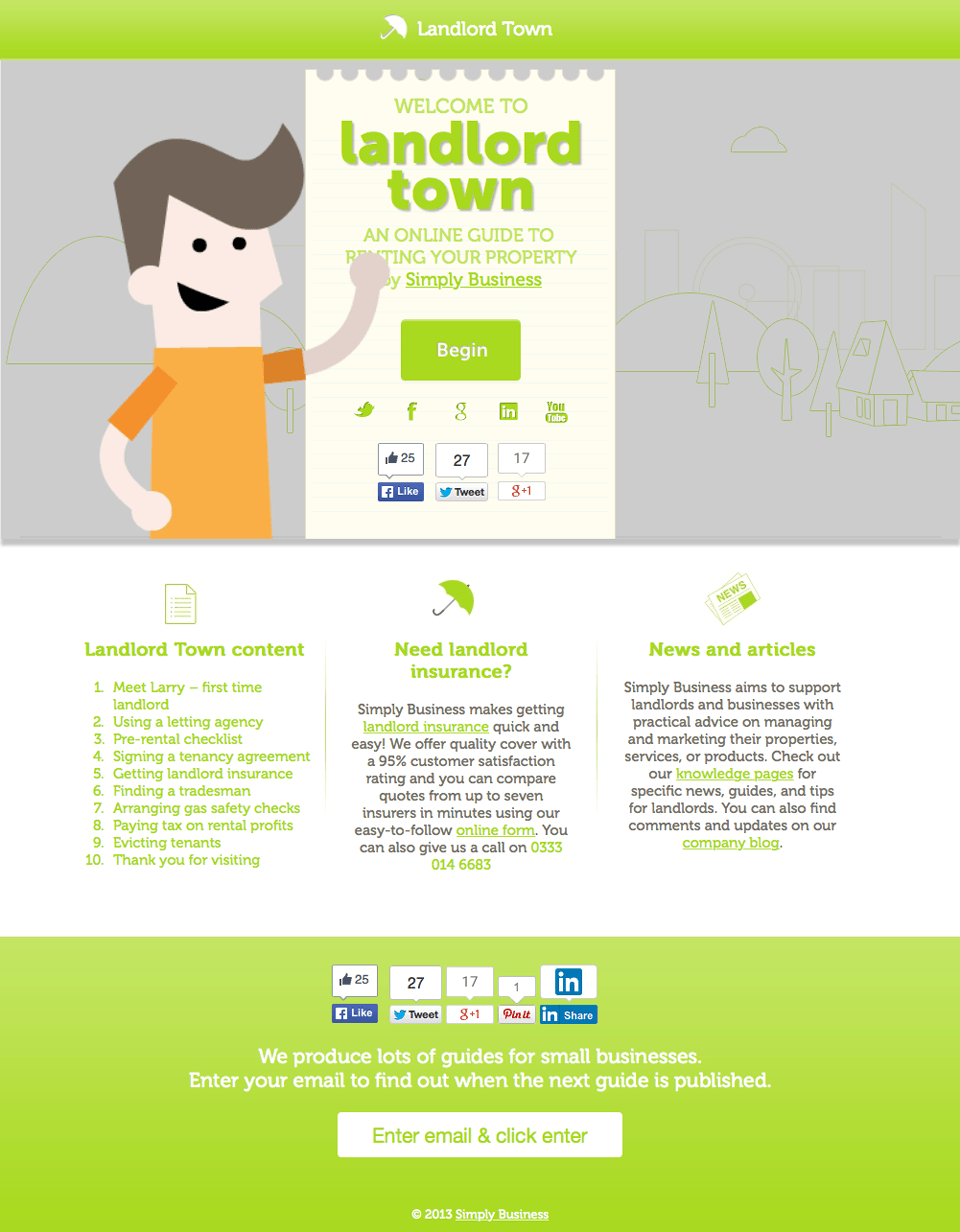 Landlord Town
WELCOME TO
landlord
town
AN ONLINE GUIDE TO
RENTING YOUR PROPERTY
by Simply Business
Begin
You
Tube
25
27
17
Like
Tweet
g+1
Landlord Town content
1. Meet Larry – first time
landlord
2. Using a letting agency
3. Pre-rental checklist
4. Signing a tenancy agreement
5. Getting landlord insurance
6. Finding a tradesman
7. Arranging gas safety checks
8. Paying tax on rental profits
9. Evicting tenants
10. Thank you for visiting
Need landlord
insurance?
Simply Business makes getting
landlord insurance quick and
easy! We offer quality cover with
a 95% customer satisfaction
rating and you can compare
quotes from up to seven
insurers in minutes using our
easy-to-follow online form. You
can also give us a call on 0333
014 6683
NEWS
News and articles
Simply Business aims to support
landlords and businesses with
practical advice on managing
and marketing their properties,
services, or products. Check out
our knowledge pages for
specific news, guides, and tips
for landlords. You can also find
comments and updates on our
company blog.
25
27
17
1
in
Like
Tweet
g+1
Pin it
in Share
We produce lots of guides for small businesses.
Enter your email to find out when the next guide is published.
Enter email & click enter
© 2013 Simply Business